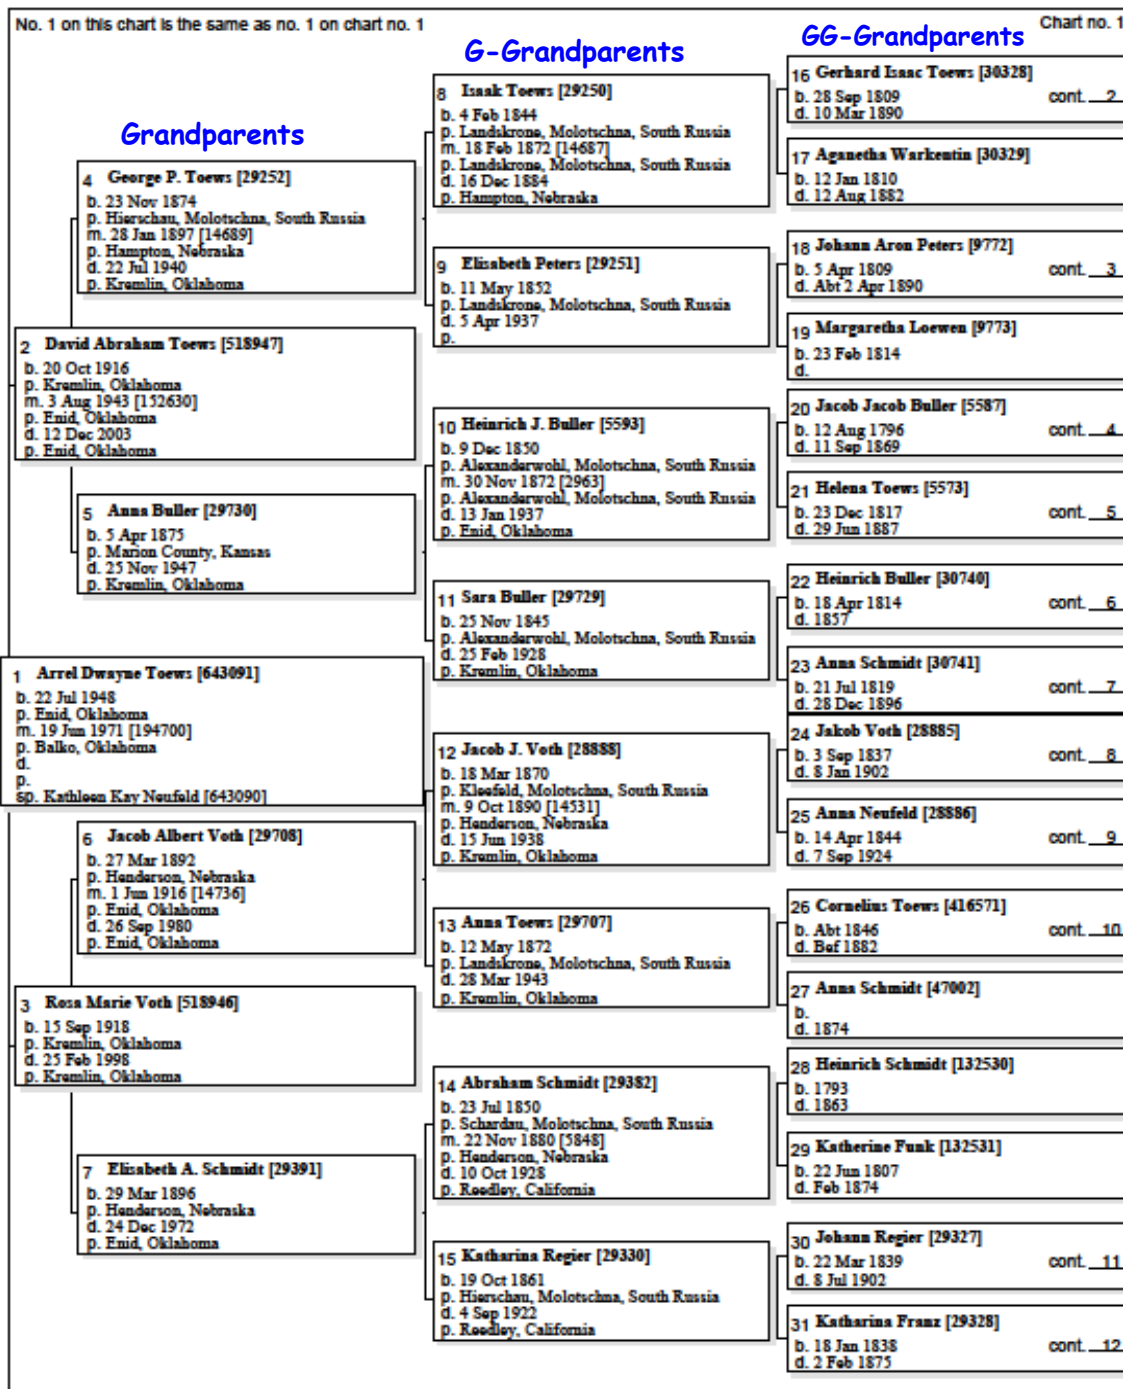 No. 1 on this chart is the same as no. 1 on chart no. 1
Chart no. 1
Grandparents
G-Grandparents
GG-Grandparents
4 George P. Toews [29252]
b. 23 Nov 1874
p. Hierschau, Molotschna, South Russia
m. 28 Jan 1897 [14689]
p. Hampton, Nebraska
d. 22 Jul 1940
p. Kremlin, Oklahoma
2 David Abraham Toews [518947]
b. 20 Oct 1916
p. Kremlin, Oklahoma
m. 3 Aug 1943 [152630]
p. Enid, Oklahoma
d. 12 Dec 2003
p. Enid, Oklahoma
5 Anna Buller [29730]
b. 5 Apr 1875
p. Marion County, Kansas
d. 25 Nov 1947
p. Kremlin, Oklahoma
1 Arrel Dwayne Toews [643091]
b. 22 Jul 1948
p. Enid, Oklahoma
m. 19 Jun 1971 [194700]
p. Balko, Oklahoma
d.
p.
sp. Kathleen Kay Neufeld [643090]
6 Jacob Albert Voth [29708]
b. 27 Mar 1892
p. Henderson, Nebraska
m. 1 Jun 1916 [14736]
p. Enid, Oklahoma
d. 26 Sep 1980
p. Enid, Oklahoma
3 Rosa Marie Voth [518946]
b. 15 Sep 1918
p. Kremlin, Oklahoma
d. 25 Feb 1998
p. Kremlin, Oklahoma
7 Elisabeth A. Schmidt [29391]
b. 29 Mar 1896
p. Henderson, Nebraska
d. 24 Dec 1972
p. Enid, Oklahoma
8 Isaak Toews [29250]
b. 4 Feb 1844
p. Landskrone, Molotschna, South Russia
m. 18 Feb 1872 [14687]
p. Landskrone, Molotschna, South Russia
d. 16 Dec 1884
p. Hampton, Nebraska
9 Elisabeth Peters [29251]
b. 11 May 1852
p. Landskrone, Molotschna, South Russia
d. 5 Apr 1937
p.
10 Heinrich J. Buller [5593]
b. 9 Dec 1850
p. Alexanderwohl, Molotschna, South Russia
m. 30 Nov 1872 [2963]
p. Alexanderwohl, Molotschna, South Russia
d. 13 Jan 1937
p. Enid, Oklahoma
11 Sara Buller [29729]
b. 25 Nov 1845
p. Alexanderwohl, Molotschna, South Russia
d. 25 Feb 1928
p. Kremlin, Oklahoma
12 Jacob J. Voth [28888]
b. 18 Mar 1870
p. Kleefeld, Molotschna, South Russia
m. 9 Oct 1890 [14531]
p. Henderson, Nebraska
d. 15 Jun 1938
p. Kremlin, Oklahoma
13 Anna Toews [29707]
b. 12 May 1872
p. Landskrone, Molotschna, South Russia
d. 28 Mar 1943
p. Kremlin, Oklahoma
14 Abraham Schmidt [29382]
b. 23 Jul 1850
p. Schardau, Molotschna, South Russia
m. 22 Nov 1880 [5848]
p. Henderson, Nebraska
d. 10 Oct 1928
p. Reedley, California
15 Katharina Regier [29330]
b. 19 Oct 1861
p. Hierschau, Molotschna, South Russia
d. 4 Sep 1922
p. Reedley, California
16 Gerhard Isaac Toews [30328]
b. 28 Sep 1809 cont. 2
d. 10 Mar 1890
17 Aganetha Warkentin [30329]
b. 12 Jan 1810
d. 12 Aug 1882
18 Johann Aron Peters [9772]
b. 5 Apr 1809 cont. 3
d. Abt 2 Apr 1890
19 Margaretha Loewen [9773]
b. 23 Feb 1814
d.
20 Jacob Jacob Buller [5587]
b. 12 Aug 1796 cont. 4
d. 11 Sep 1869
21 Helena Toews [5573]
b. 23 Dec 1817 cont. 5
d. 29 Jun 1887
22 Heinrich Buller [30740]
b. 18 Apr 1814 cont. 6
d. 1857
23 Anna Schmidt [30741]
b. 21 Jul 1819 cont. 7
d. 28 Dec 1896
24 Jakob Voth [28885]
b. 3 Sep 1837 cont. 8
d. 8 Jan 1902
25 Anna Neufeld [28886]
b. 14 Apr 1844 cont. 9
d. 7 Sep 1924
26 Cornelius Toews [416571]
b. Abt 1846 cont. 10
d. Bef 1882
27 Anna Schmidt [47002]
b.
d. 1874
28 Heinrich Schmidt [132530]
b. 1793
d. 1863
29 Katherine Funk [132531]
b. 22 Jun 1807
d. Feb 1874
30 Johann Regier [29327]
b. 22 Mar 1839 cont. 11
d. 8 Jul 1902
31 Katharina Franz [29328]
b. 18 Jan 1838 cont. 12
d. 2 Feb 1875